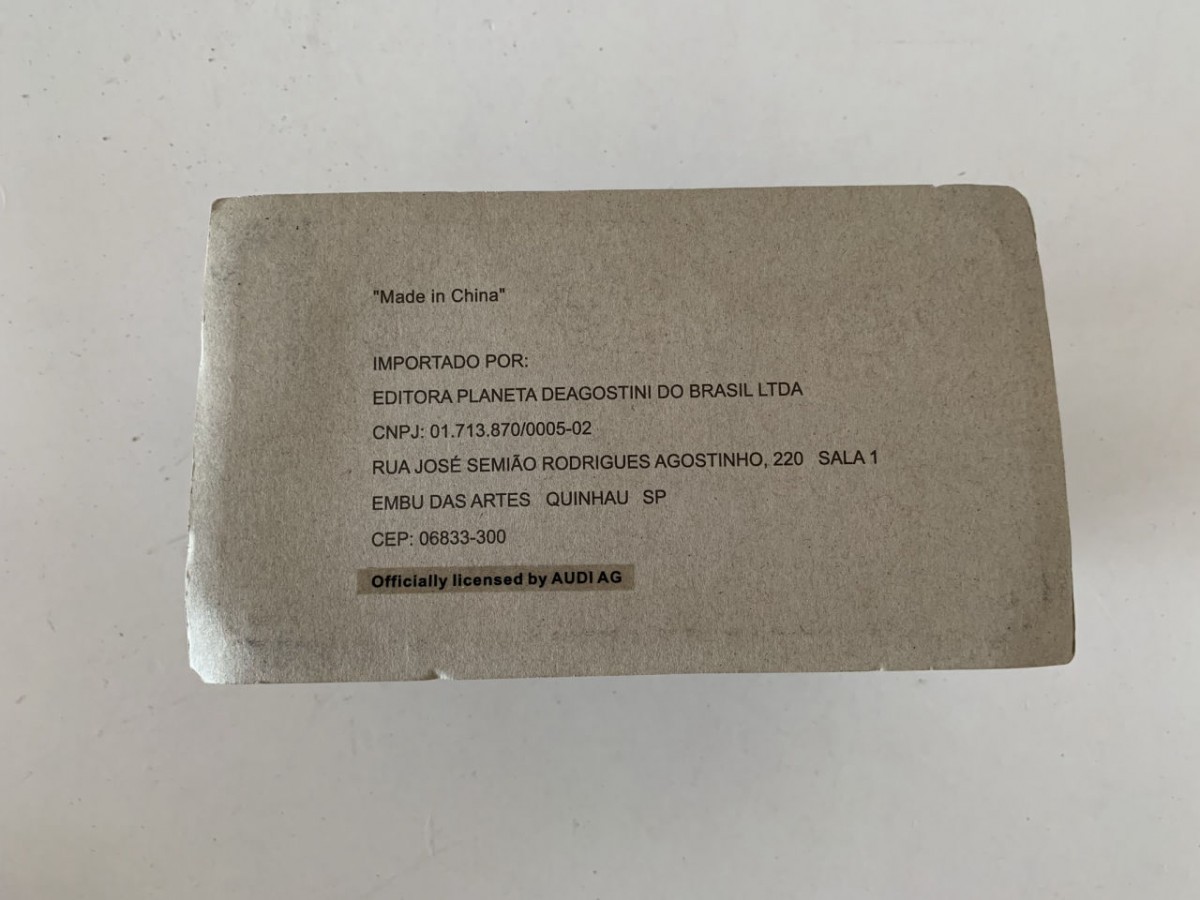 "Made in China"
IMPORTADO POR:
EDITORA PLANETA DEAGOSTINI DO BRASIL LTDA
CNPJ: 01.713.870/0005-02
RUA JOSÉ SEMIÃO RODRIGUES AGOSTINHO, 220 SALA 1
EMBU DAS ARTES QUINHAU SP
CEP: 06833-300
Officially licensed by AUDI AG